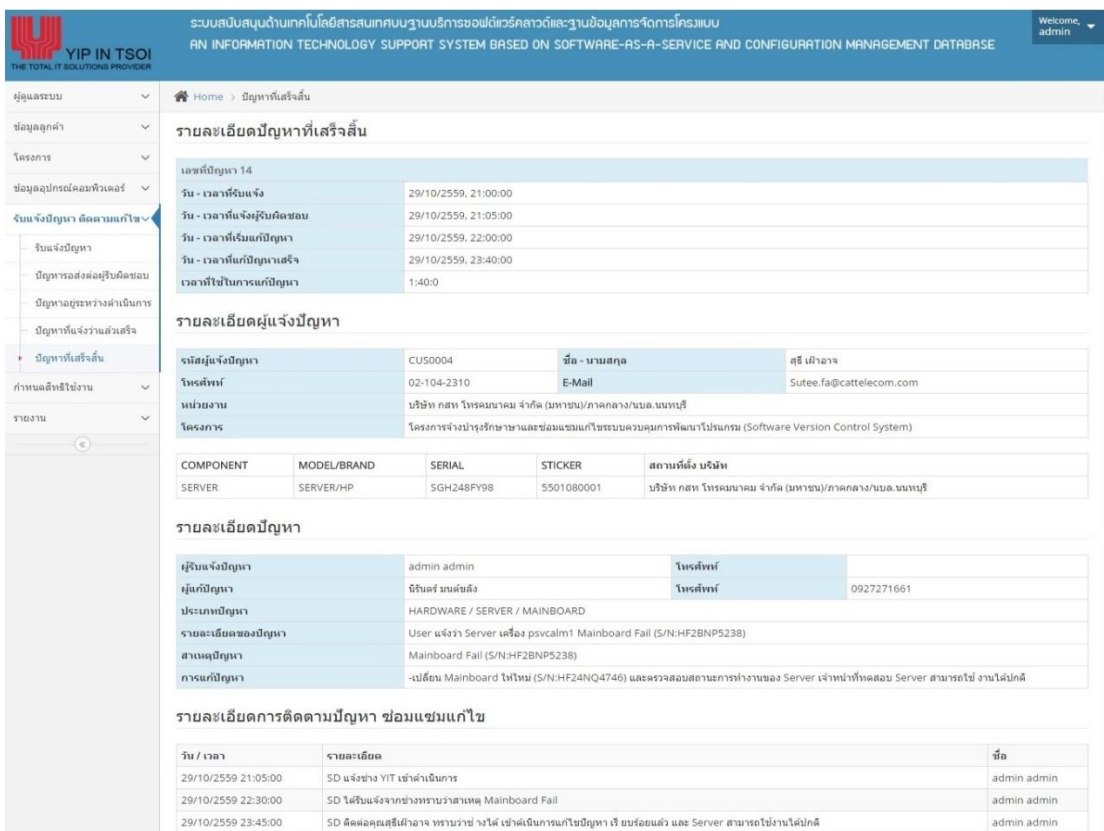 YIP IN TSOI
THE TOTAL IT SOLUTIONS PROVIDER
ระบบสนับสนุนด้านเทคโนโลยีสารสนเทศบนฐานบริการซอฟต์แวร์คลาวด์และฐานข้อมูลการจัดการโครงแบบ
AN INFORMATION TECHNOLOGY SUPPORT SYSTEM BASED ON SOFTWARE-AS-A-SERVICE AND CONFIGURATION MANAGEMENT DATABASE
Welcome,
admin
ผู้ดูแลระบบ
ข้อมูลลูกค้า
โครงการ
ข้อมูลอุปกรณ์คอมพิวเตอร์
รับแจ้งปัญหา ติดตามแก้ไข
รับแจ้งปัญหา
ปัญหารอส่งต่อผู้รับผิดชอบ
ปัญหาอยู่ระหว่างดำเนินการ
ปัญหาที่แจ้งว่าแล้วเสร็จ
ปัญหาที่เสร็จสิ้น
กำหนดสิทธิใช้งาน
รายงาน
Home > ปัญหาที่เสร็จสิ้น
รายละเอียดปัญหาที่เสร็จสิ้น
เลขที่ปัญหา 14
วัน - เวลาที่รับแจ้ง 29/10/2559, 21:00:00
วัน - เวลาที่แจ้งผู้รับผิดชอบ 29/10/2559, 21:05:00
วัน - เวลาที่เริ่มแก้ปัญหา 29/10/2559, 22:00:00
วัน - เวลาที่แก้ปัญหาเสร็จ 29/10/2559, 23:40:00
เวลาที่ใช้ในการแก้ปัญหา 1:40:0
รายละเอียดผู้แจ้งปัญหา
รหัสผู้แจ้งปัญหา CUS0004 ชื่อ - นามสกุล สุธี เฝ้าอาจ
โทรศัพท์ 02-104-2310 E-Mail Sutee.fa@cattelecom.com
หน่วยงาน บริษัท กสท โทรคมนาคม จำกัด (มหาชน)/ภาคกลาง/นบล.นนทบุรี
โครงการ โครงการจ้างบำรุงรักษาษาและซ่อมแซมแก้ไขระบบควบคุมการพัฒนาโปรแกรม (Software Version Control System)
COMPONENT MODEL/BRAND SERIAL STICKER สถานที่ตั้ง บริษัท
SERVER SERVER/HP SGH248FY98 5501080001 บริษัท กสท โทรคมนาคม จำกัด (มหาชน)/ภาคกลาง/นบล.นนทบุรี
รายละเอียดปัญหา
ผู้รับแจ้งปัญหา admin admin โทรศัพท์
ผู้แก้ปัญหา นิรันดร์ มนต์ขลัง โทรศัพท์ 0927271661
ประเภทปัญหา HARDWARE / SERVER / MAINBOARD
รายละเอียดของปัญหา User แจ้งว่า Server เครื่อง psvcalm1 Mainboard Fail (S/N:HF2BNP5238)
สาเหตุปัญหา Mainboard Fail (S/N:HF2BNP5238)
การแก้ปัญหา -เปลี่ยน Mainboard ให้ใหม่ (S/N:HF24NQ4746) และตรวจสอบสถานะการทำงานของ Server เจ้าหน้าที่ทดสอบ Server สามารถใช้ งานได้ปกติ
รายละเอียดการติดตามปัญหา ซ่อมแซมแก้ไข
วัน / เวลา รายละเอียด ชื่อ
29/10/2559 21:05:00 SD แจ้งช่าง YIT เข้าดำเนินการ admin admin
29/10/2559 22:30:00 SD ได้รับแจ้งจากช่างทราบว่าสาเหตุ Mainboard Fail admin admin
29/10/2559 23:45:00 SD ติดต่อคุณสุธีเฝ้าอาจ ทราบว่าช่ างได้ เข้าดำเนินการแก้ไขปัญหา เรี ยบร้อยแล้ว และ Server สามารถใช้งานได้ปกติ admin admin